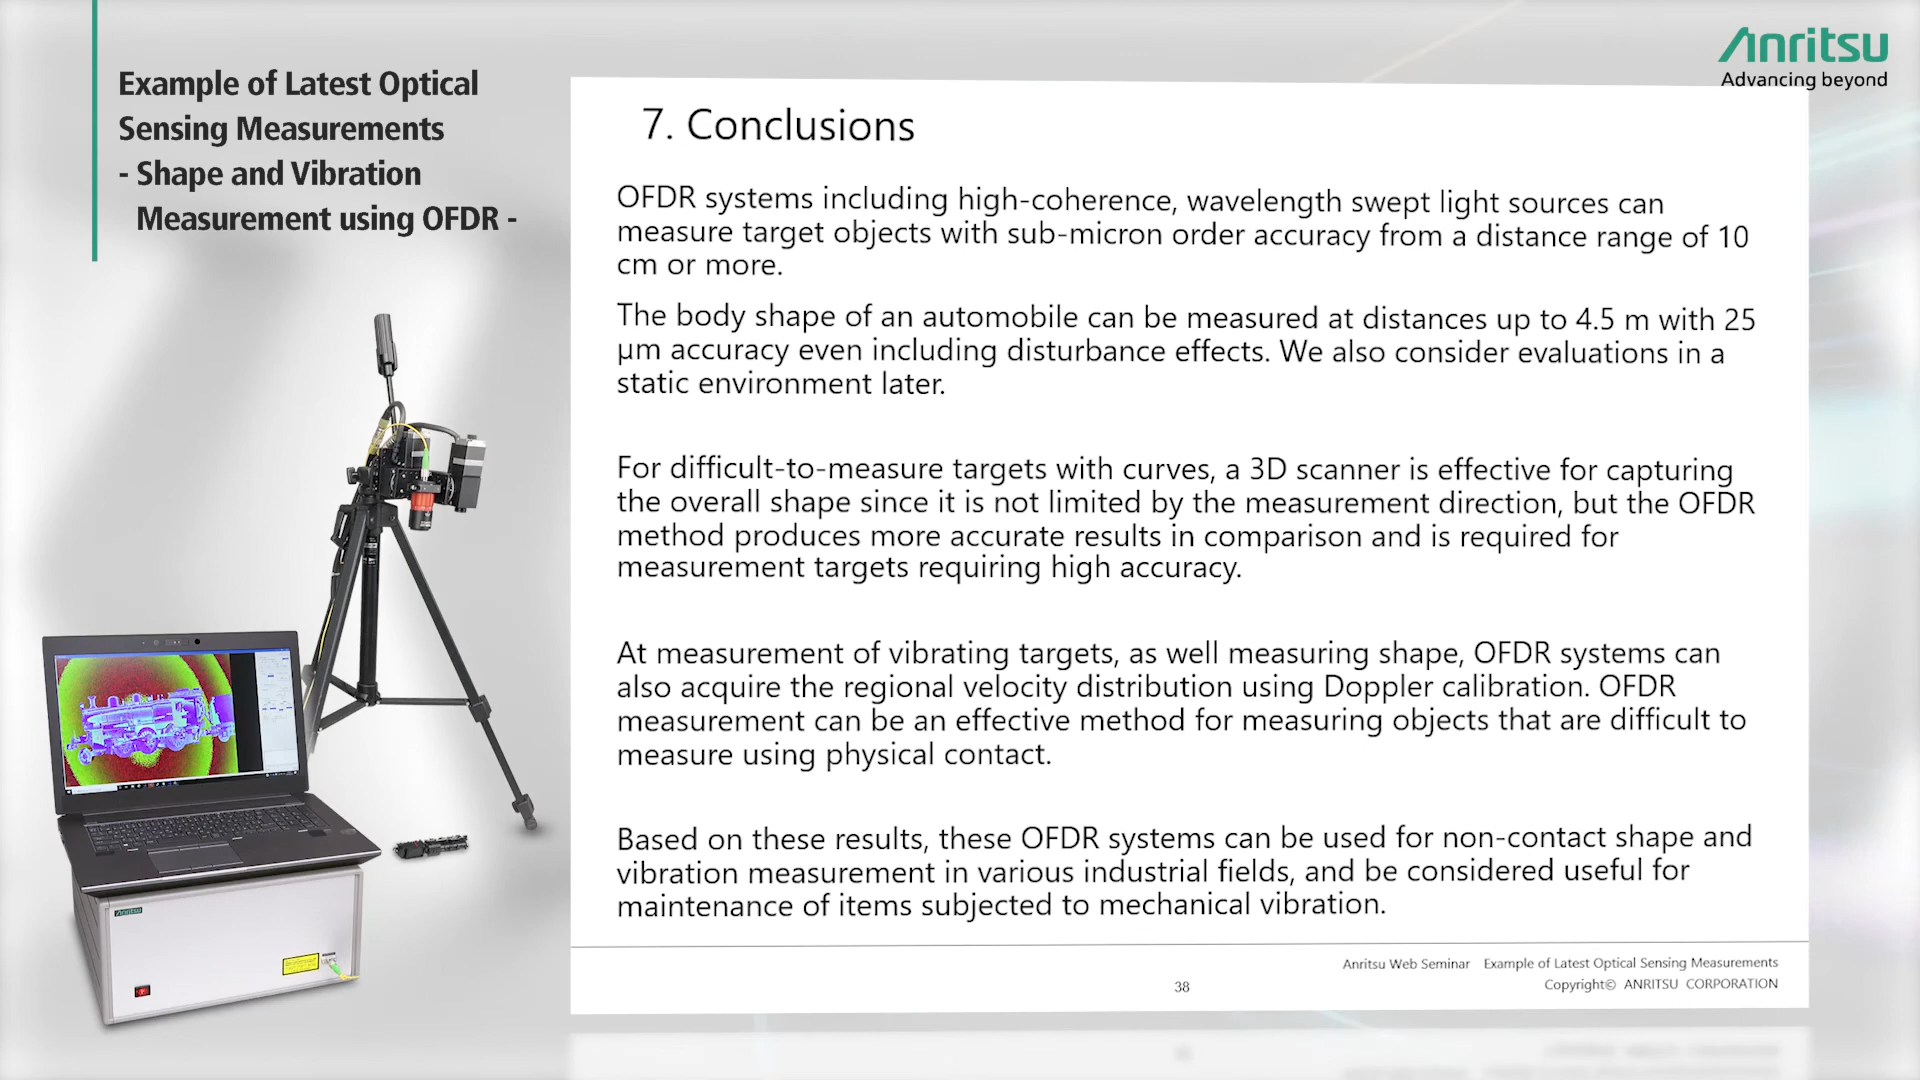 Example of Latest Optical
Sensing Measurements
- Shape and Vibration
Measurement using OFDR -
Anritsu
Advancing beyond
7. Conclusions
OFDR systems including high-coherence, wavelength swept light sources can
measure target objects with sub-micron order accuracy from a distance range of 10
cm or more.
The body shape of an automobile can be measured at distances up to 4.5 m with 25
µm accuracy even including disturbance effects. We also consider evaluations in a
static environment later.
For difficult-to-measure targets with curves, a 3D scanner is effective for capturing
the overall shape since it is not limited by the measurement direction, but the OFDR
method produces more accurate results in comparison and is required for
measurement targets requiring high accuracy.
At measurement of vibrating targets, as well measuring shape, OFDR systems can
also acquire the regional velocity distribution using Doppler calibration. OFDR
measurement can be an effective method for measuring objects that are difficult to
measure using physical contact.
Based on these results, these OFDR systems can be used for non-contact shape and
vibration measurement in various industrial fields, and be considered useful for
maintenance of items subjected to mechanical vibration.
Anritsu Web Seminar Example of Latest Optical Sensing Measurements
38
Copyright© ANRITSU CORPORATION
Anritsu